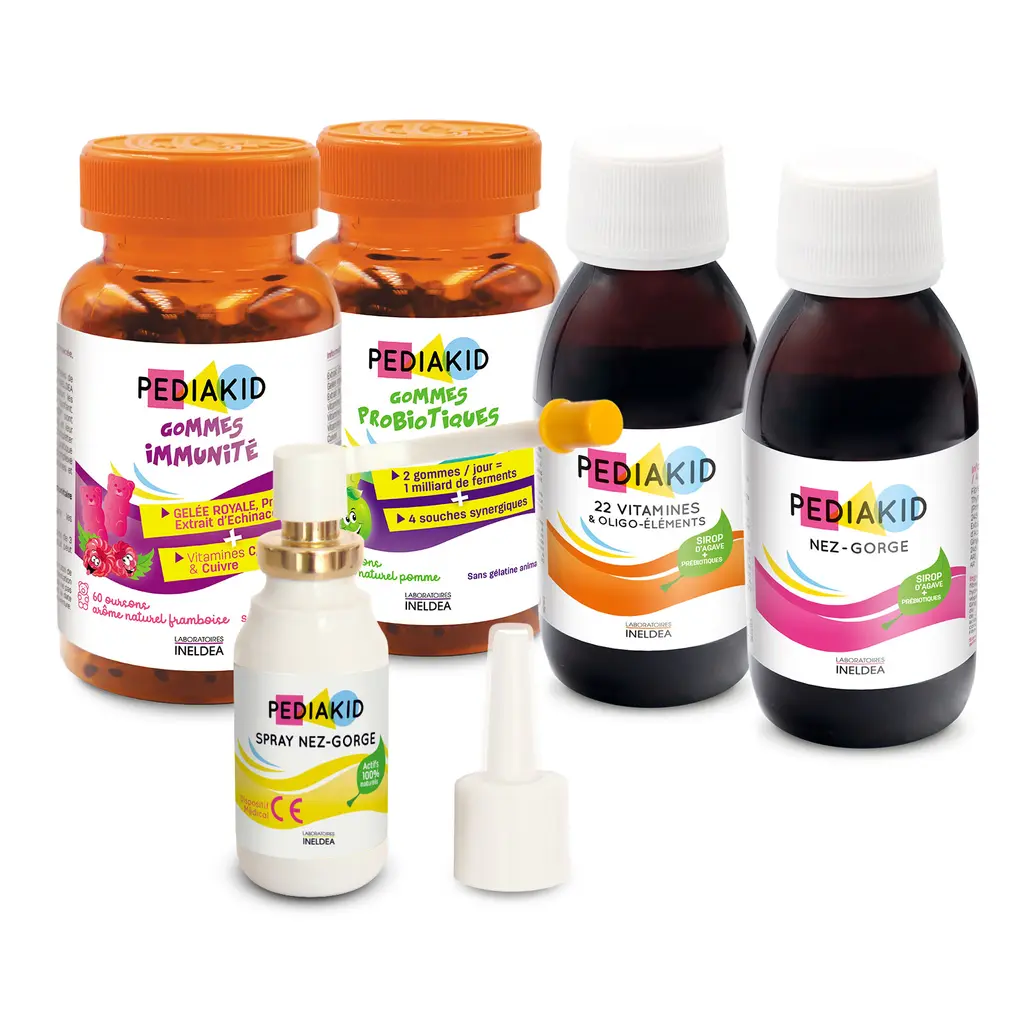 PEDIAKID
GOMMES
IMMUNITÉ
GELÉE ROYALE,
Extrait
+
Vitamines
& Cuivre
60 oursons
arôme naturel framboise
LABORATOIRES
INELDEA
PEDIAKID
GOMMES
PROBIOTIQUES
2 gommes / jour =
1 milliard de ferments
+
4 souches synergiques
naturel pomme
Sans gélatine
LABORATOIRES
INELDEA
PEDIAKID
22 VITAMINES
& OLIGO-ÉLÉMENTS
SIROP
D'AGAVE
+
PRÉBIOTIQUES
LABORATOIRES
INELDEA
PEDIAKID
NEZ-GORGE
SIROP
D'AGAVE
+
PRÉBIOTIQUES
LABORATOIRES
INELDEA
PEDIAKID
SPRAY NEZ-GORGE
Actifs
100%
naturels
Dispositif
Médical
CE
LABORATOIRES
INELDEA